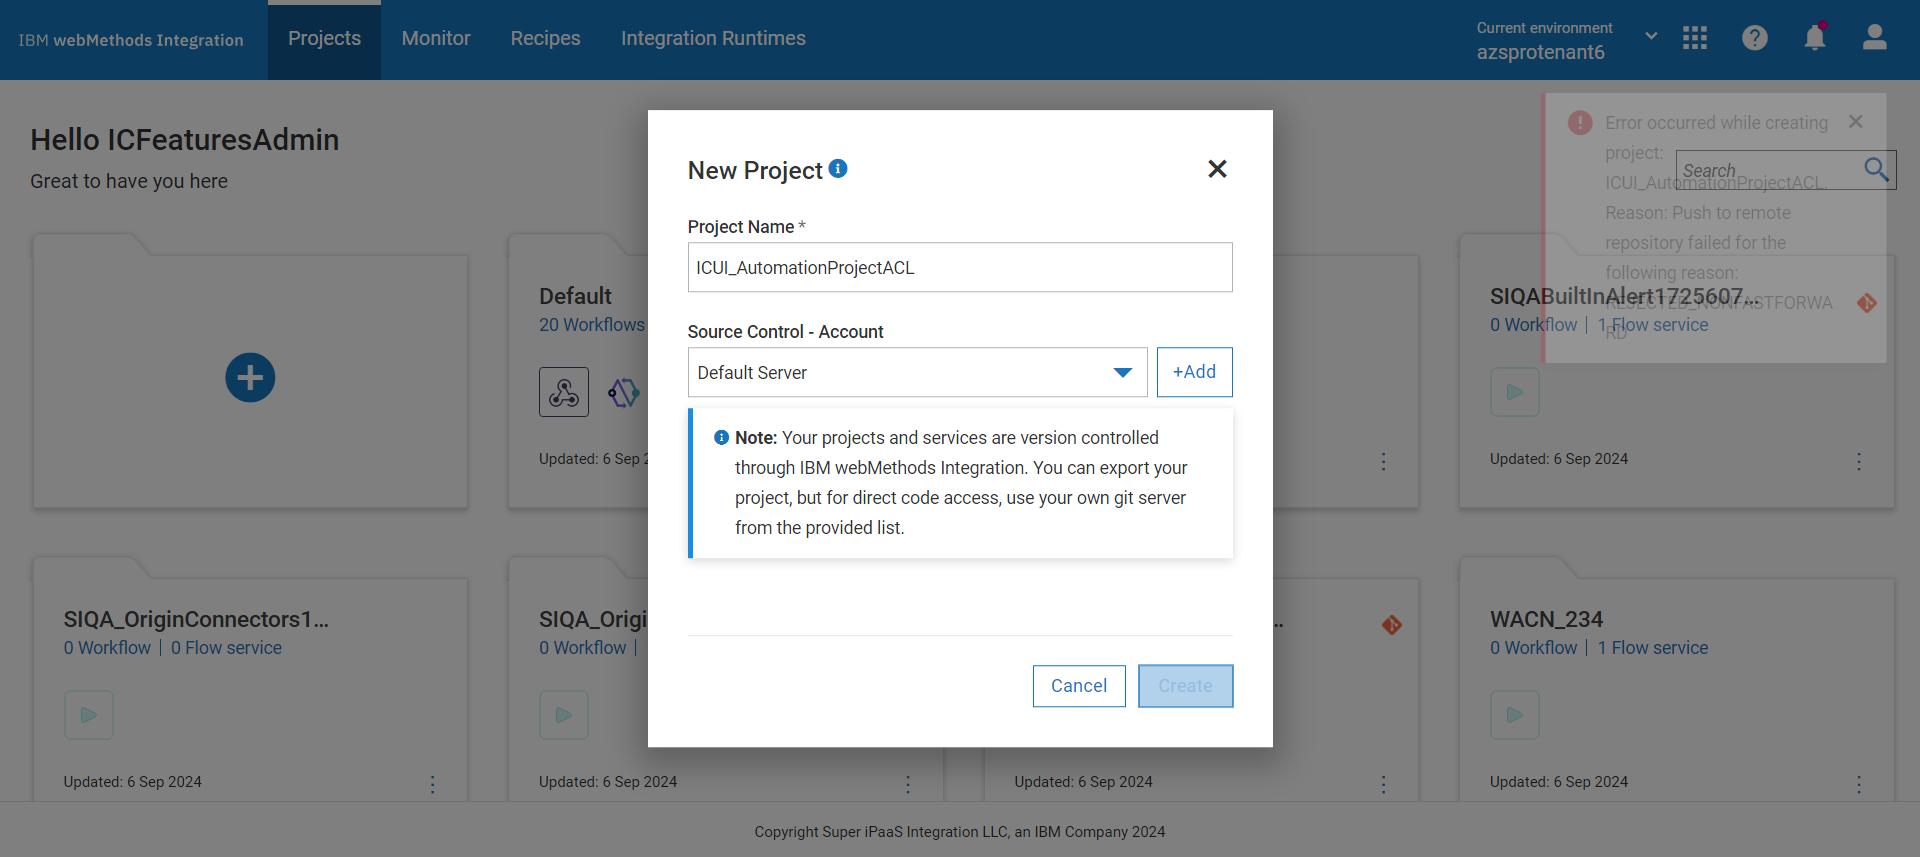 IBM webMethods Integration
Projects
Monitor
Recipes
Integration Runtimes
Current environment
azsprotenant6
Hello ICFeaturesAdmin
Great to have you here
Search
Error occurred while creating
project:
ICUI_AutomationProjectACL.
Reason: Push to remote
repository failed for the
following reason:
REJECTED_NONFASTFORWA
RD
New Project
Project Name *
ICUI_AutomationProjectACL
Source Control - Account
Default Server
+Add
Note: Your projects and services are version controlled
through IBM webMethods Integration. You can export your
project, but for direct code access, use your own git server
from the provided list.
Cancel
Create
Default
20 Workflows
Updated: 6 Sep 2
SIQABuiltInAlert1725607...
0 Workflow | 1 Flow service
Updated: 6 Sep 2024
SIQA_OriginConnectors1...
0 Workflow | 0 Flow service
Updated: 6 Sep 2024
SIQA_Origi
0 Workflow |
Updated: 6 Sep 2024
..
Updated: 6 Sep 2024
WACN_234
0 Workflow | 1 Flow service
Updated: 6 Sep 2024
Copyright Super iPaaS Integration LLC, an IBM Company 2024